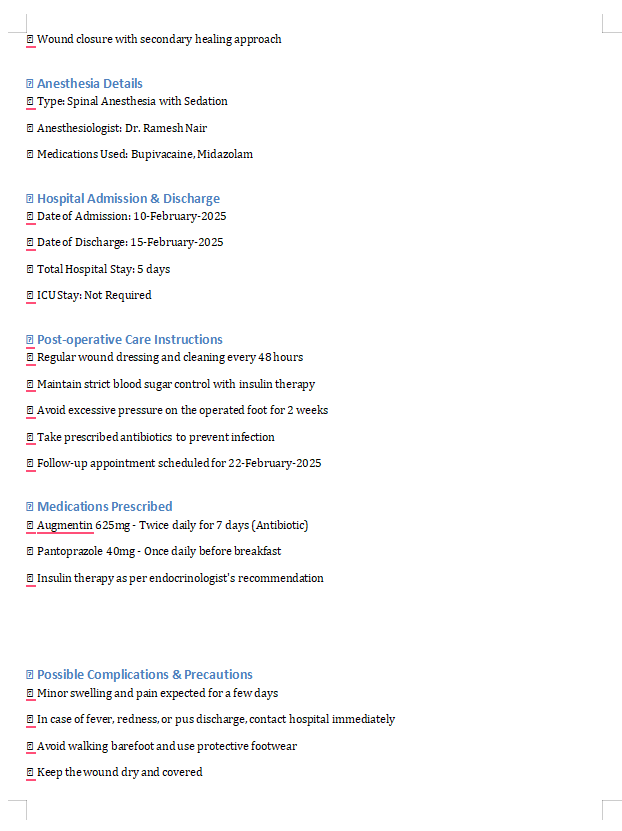 Wound closure with secondary healing approach
Anesthesia Details
Type: Spinal Anesthesia with Sedation
Anesthesiologist: Dr. Ramesh Nair
Medications Used: Bupivacaine, Midazolam
Hospital Admission & Discharge
Date of Admission: 10-February-2025
Date of Discharge: 15-February-2025
Total Hospital Stay: 5 days
ICU Stay: Not Required
Post-operative Care Instructions
Regular wound dressing and cleaning every 48 hours
Maintain strict blood sugar control with insulin therapy
Avoid excessive pressure on the operated foot for 2 weeks
Take prescribed antibiotics to prevent infection
Follow-up appointment scheduled for 22-February-2025
Medications Prescribed
Augmentin 625mg - Twice daily for 7 days (Antibiotic)
Pantoprazole 40mg - Once daily before breakfast
Insulin therapy as per endocrinologist's recommendation
Possible Complications & Precautions
Minor swelling and pain expected for a few days
In case of fever, redness, or pus discharge, contact hospital immediately
Avoid walking barefoot and use protective footwear
Keep the wound dry and covered